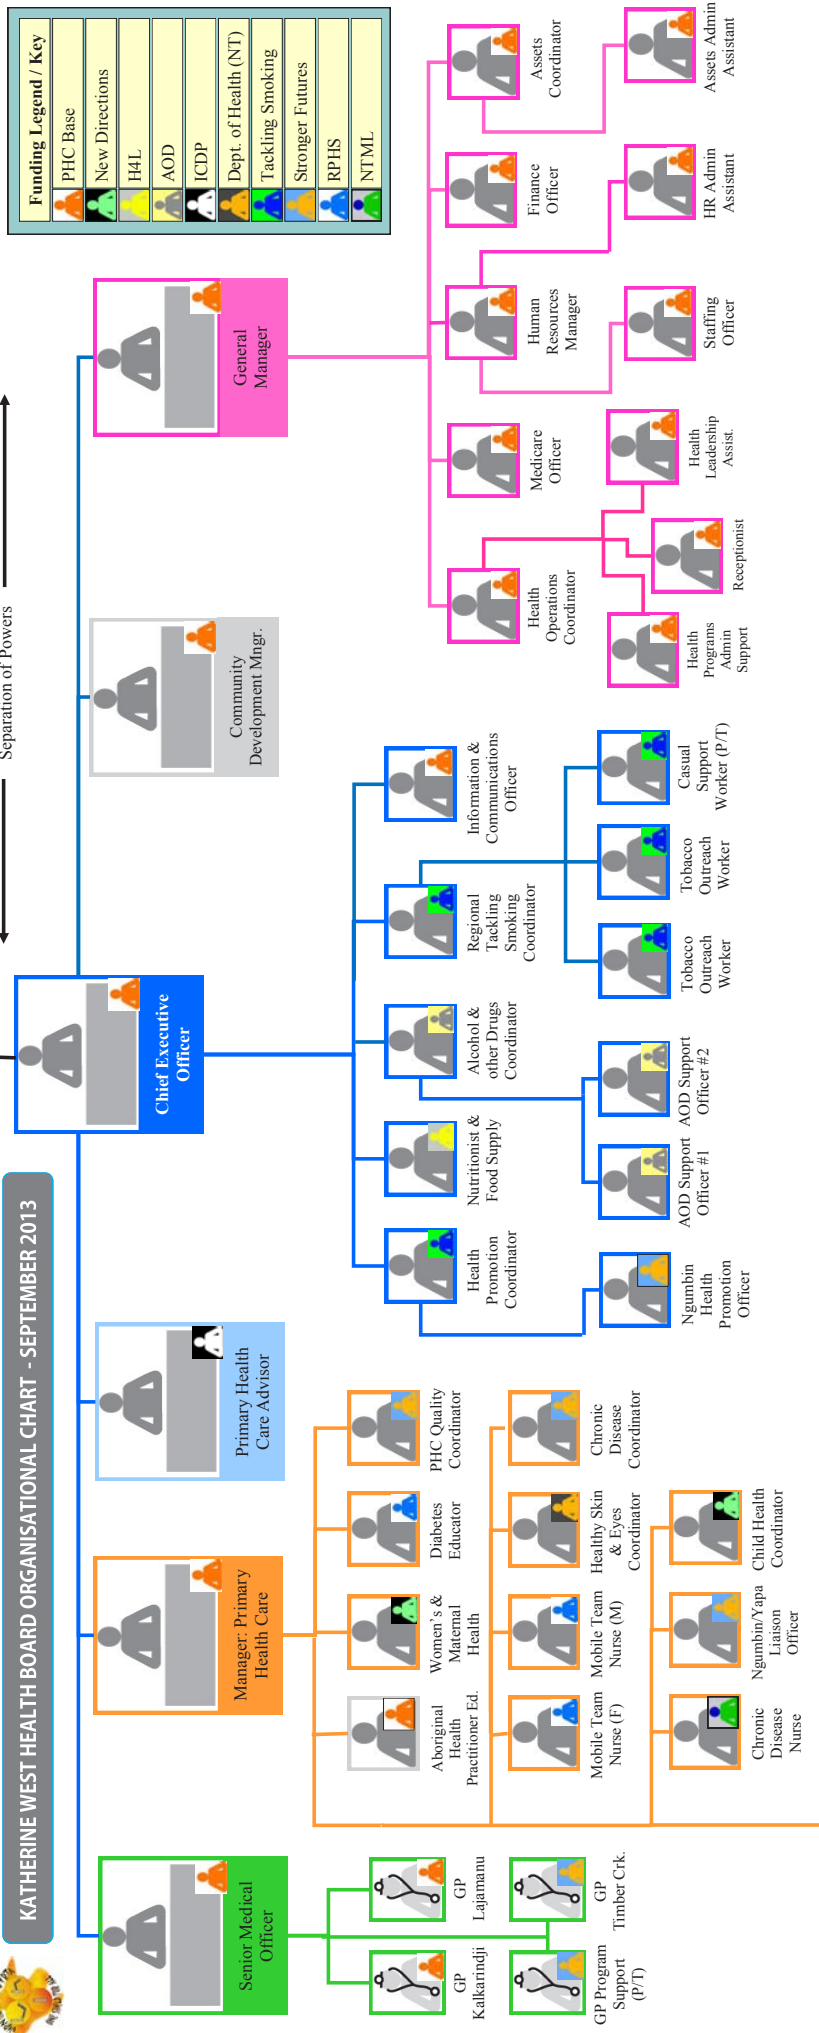 KATHERINE WEST HEALTH BOARD ORGANISATIONAL CHART - SEPTEMBER 2013
Separation of Powers
Funding Legend / Key
PHC Base
New Directions
H4L
AOD
ICDP
Dept. of Health (NT)
Tackling Smoking
Stronger Futures
RPHS
NTML
Chief Executive
Officer
Senior Medical
Officer
Manager: Primary
Health Care
Primary Health
Care Advisor
Community
Development Mngr.
General
Manager
GP
Kalkarindji
GP
Lajamanu
GP Program
Support
(P/T)
GP
Timber Crk.
Aboriginal
Health
Practitioner Ed.
Women's &
Maternal
Health
Diabetes
Educator
PHC Quality
Coordinator
Mobile Team
Nurse (F)
Mobile Team
Nurse (M)
Healthy Skin
& Eyes
Coordinator
Chronic
Disease
Coordinator
Chronic
Disease
Nurse
Ngumbin/Yapa
Liaison
Officer
Child Health
Coordinator
Health
Promotion
Coordinator
Nutritionist &
Food Supply
Alcohol &
other Drugs
Coordinator
Regional
Tackling
Smoking
Coordinator
Information &
Communications
Officer
Ngumbin
Health
Promotion
Officer
AOD Support
Officer #1
AOD Support
Officer #2
Tobacco
Outreach
Worker
Tobacco
Outreach
Worker
Casual
Support
Worker (P/T)
Health
Operations
Coordinator
Medicare
Officer
Human
Resources
Manager
Finance
Officer
Assets
Coordinator
Health
Programs
Admin
Support
Receptionist
Health
Leadership
Assist.
Staffing
Officer
HR Admin
Assistant
Assets Admin
Assistant